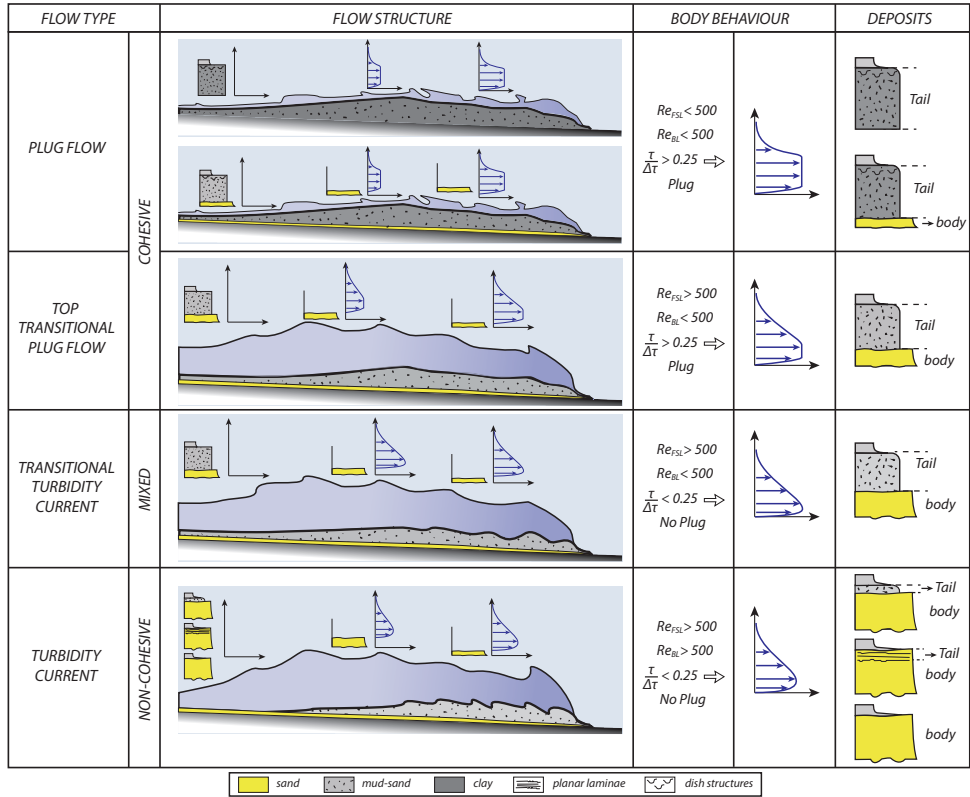 FLOW TYPE
FLOW STRUCTURE
BODY BEHAVIOUR
DEPOSITS
PLUG FLOW
COHESIVE
Re_FSL < 500
Re_BL < 500
τ/Δτ > 0.25 ⇨
Plug
Tail
Tail
body
TOP
TRANSITIONAL
PLUG FLOW
Re_FSL > 500
Re_BL < 500
τ/Δτ > 0.25 ⇨
Plug
Tail
body
TRANSITIONAL
TURBIDITY
CURRENT
MIXED
Re_FSL > 500
Re_BL < 500
τ/Δτ < 0.25 ⇨
No Plug
Tail
body
TURBIDITY
CURRENT
NON-COHESIVE
Re_FSL > 500
Re_BL > 500
τ/Δτ < 0.25 ⇨
No Plug
Tail
body
Tail
body
body
sand
mud-sand
clay
planar laminae
dish structures